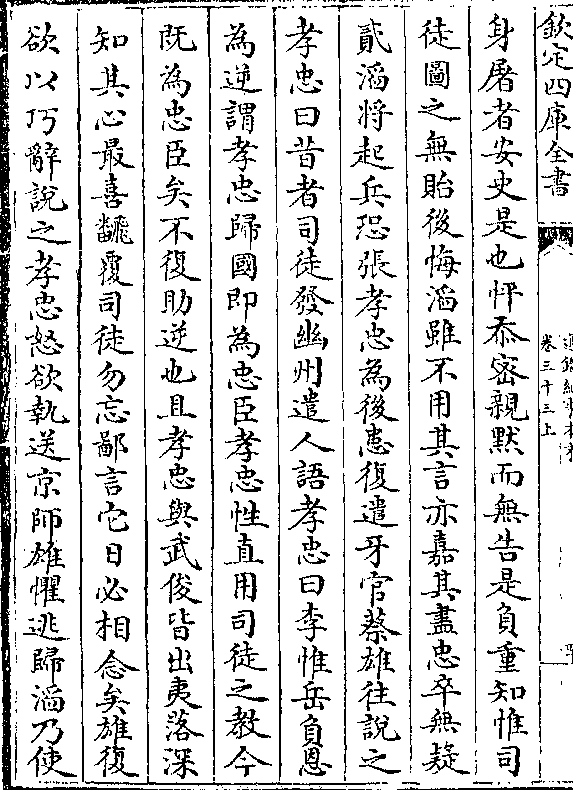 欽定四庫全書
卷三十三上
身屠者安史是也怦忝密親默而無告是負重知惟司
徒圖之無貽後悔滔雖不用其言亦嘉其盡忠卒無疑
貳滔將起兵恐張孝忠為後患復遣牙官蔡雄往說之
孝忠曰昔者司徒發幽州遣人語孝忠曰李惟岳負恩
為逆謂孝忠歸國即為忠臣孝忠性直用司徒之教今
既為忠臣矣不復助逆也且孝忠與武俊皆出夷落深
知其心最喜飜覆司徒勿忘鄙言它日必相念矣雄復
欲以巧辭說之孝忠怒欲執送京師雄懼逃歸滔乃使